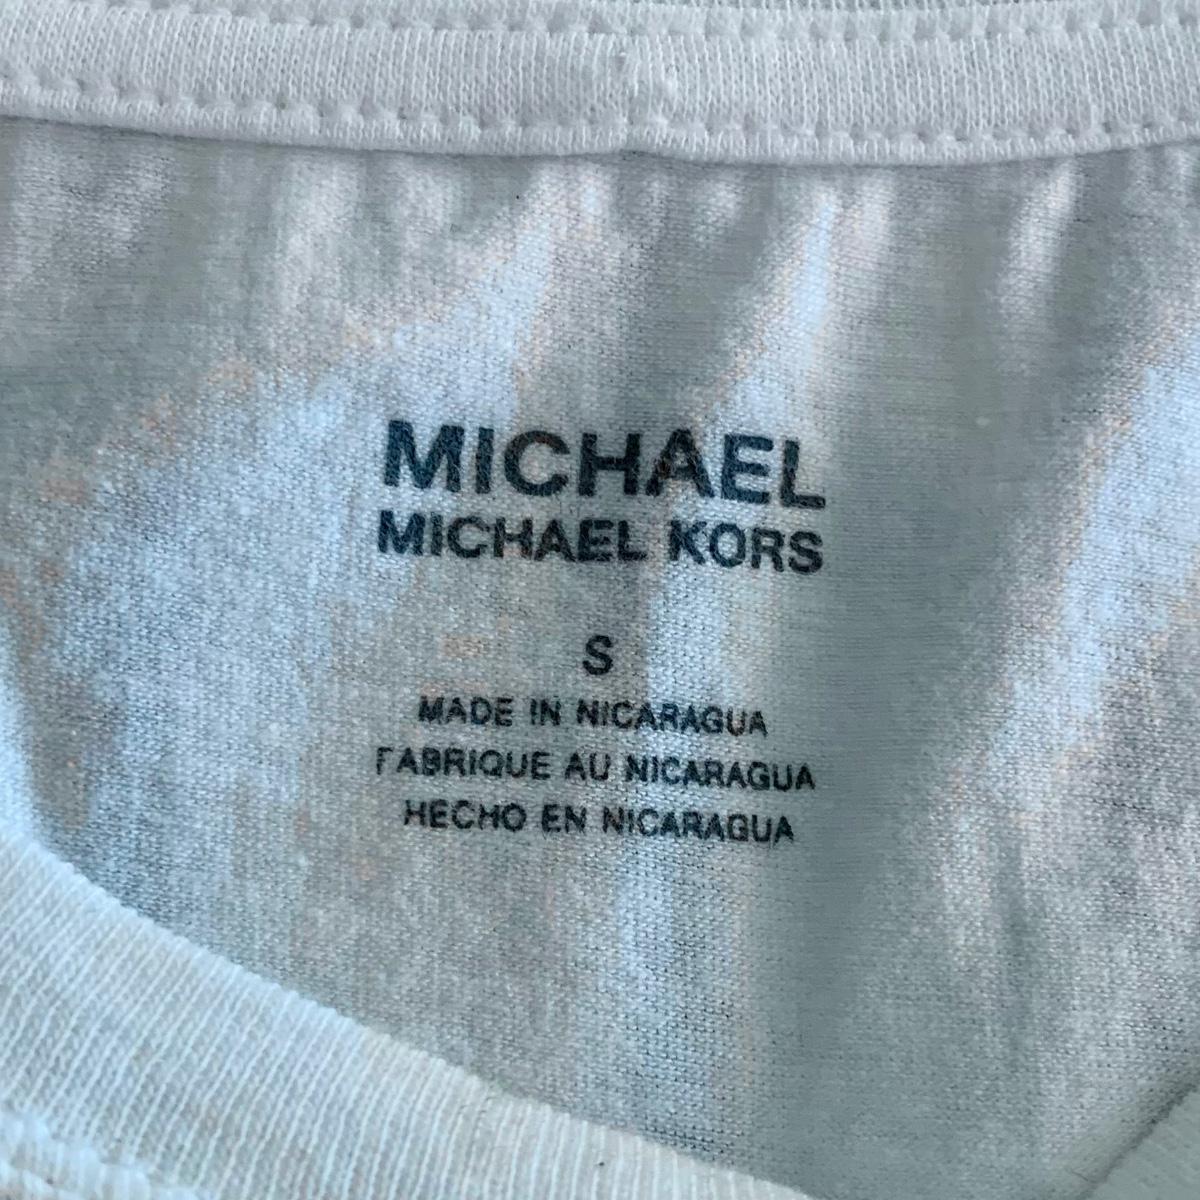 MICHAEL
MICHAEL KORS
S
MADE IN NICARAGUA
FABRIQUE AU NICARAGUA
HECHO EN NICARAGUA